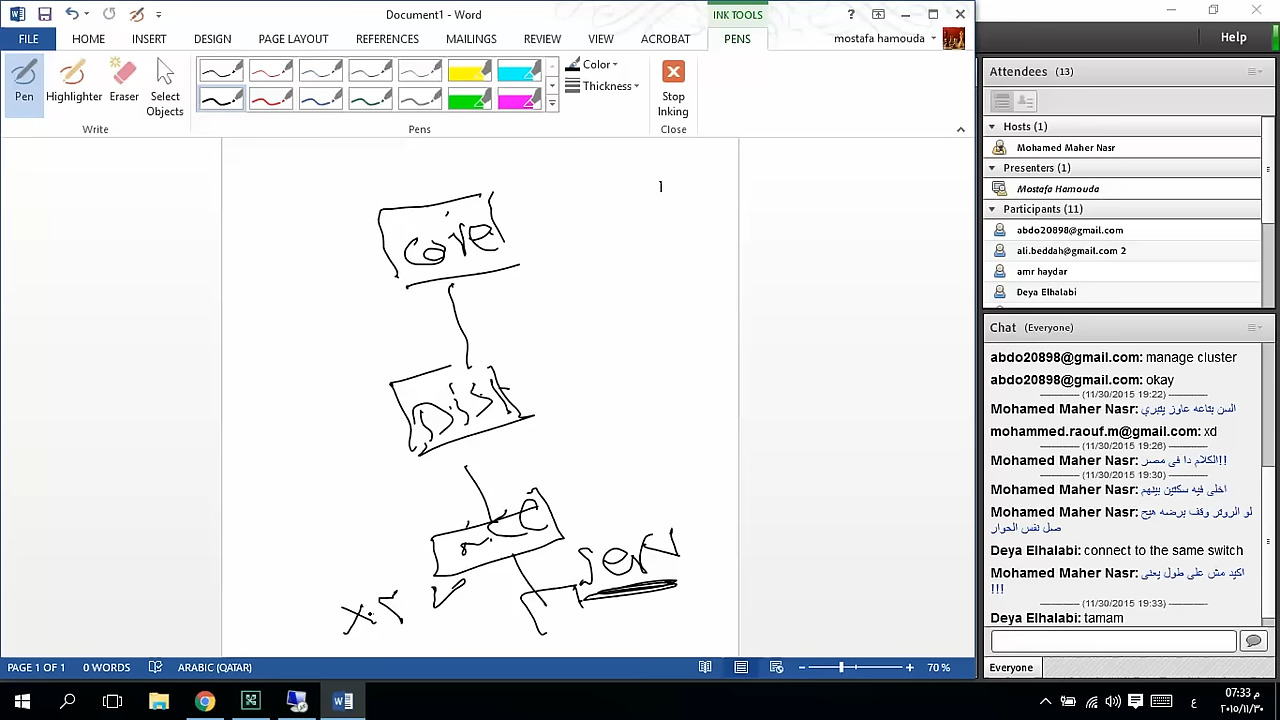 Document1 - Word
INK TOOLS
FILE
HOME
INSERT
DESIGN
PAGE LAYOUT
REFERENCES
MAILINGS
REVIEW
VIEW
ACROBAT
PENS
mostafa hamouda
Pen
Highlighter
Eraser
Select
Objects
Write
Pens
Color
Thickness
Stop
Inking
Close
1
core
Dist
serv
PAGE 1 OF 1
0 WORDS
ARABIC (QATAR)
70 %
Help
Attendees (13)
Hosts (1)
Mohamed Maher Nasr
Presenters (1)
Mostafa Hamouda
Participants (11)
abdo20898@gmail.com
ali.beddah@gmail.com 2
amr haydar
Deya Elhalabi
Chat (Everyone)
abdo20898@gmail.com: manage cluster
abdo20898@gmail.com: okay
(11/30/2015 19:22)
Mohamed Maher Nasr: السن بتاعه عاوز يتبري
mohammed.raouf.m@gmail.com: xd
(11/30/2015 19:26)
Mohamed Maher Nasr: الكلام دا فى مصر!!
(11/30/2015 19:30)
Mohamed Maher Nasr: اخلى فيه سكتين بينهم
Mohamed Maher Nasr: لو الروتر وقف برضه هيح
صل نفس الحوار
Deya Elhalabi: connect to the same switch
Mohamed Maher Nasr: اكيد مش على طول يعنى
!!!
(11/30/2015 19:33)
Deya Elhalabi: tamam
Everyone
07:33 م
٢٠١٥/١١/٣٠
ع